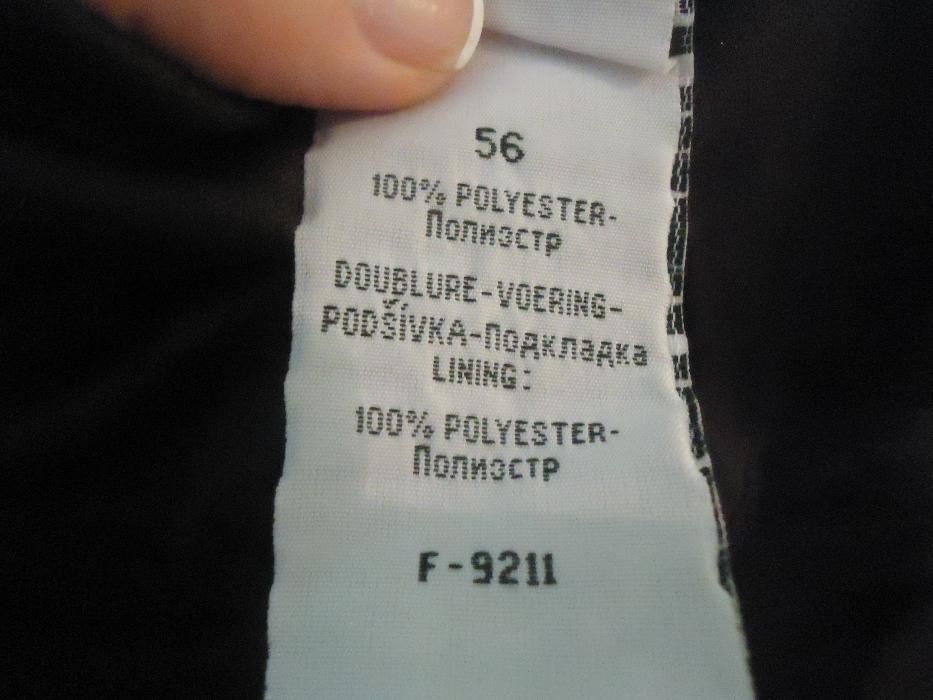 56
100% POLYESTER-
Полиэстр
DOUBLURE-VOERING-
PODŠÍVKA-Подкладка
LINING:
100% POLYESTER-
Полиэстр
F-9211